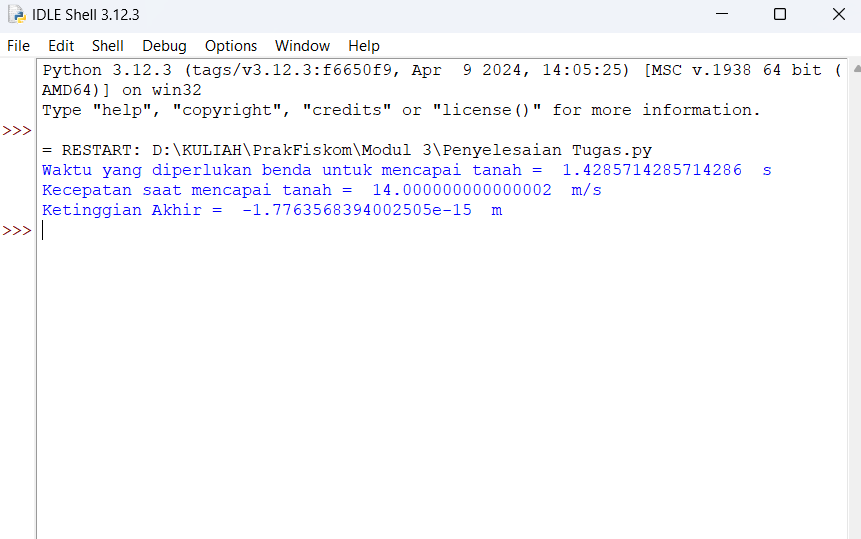 IDLE Shell 3.12.3
File Edit Shell Debug Options Window Help
Python 3.12.3 (tags/v3.12.3:f6650f9, Apr  9 2024, 14:05:25) [MSC v.1938 64 bit (
AMD64)] on win32
Type "help", "copyright", "credits" or "license()" for more information.
>>>
= RESTART: D:\KULIAH\PrakFiskom\Modul 3\Penyelesaian Tugas.py
Waktu yang diperlukan benda untuk mencapai tanah =  1.4285714285714286  s
Kecepatan saat mencapai tanah =  14.000000000000002  m/s
Ketinggian Akhir =  -1.7763568394002505e-15  m
>>>